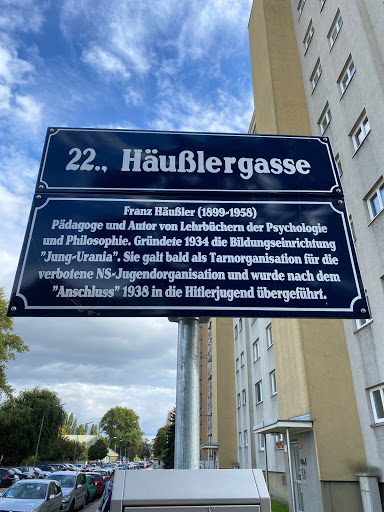 22., Häußlergasse
Franz Häußler (1899-1958)
Pädagoge und Autor von Lehrbüchern der Psychologie
und Philosophie. Gründete 1934 die Bildungseinrichtung
"Jung-Urania". Sie galt bald als Tarnorganisation für die
verbotene NS-Jugendorganisation und wurde nach dem
"Anschluss" 1938 in die Hitlerjugend übergeführt.